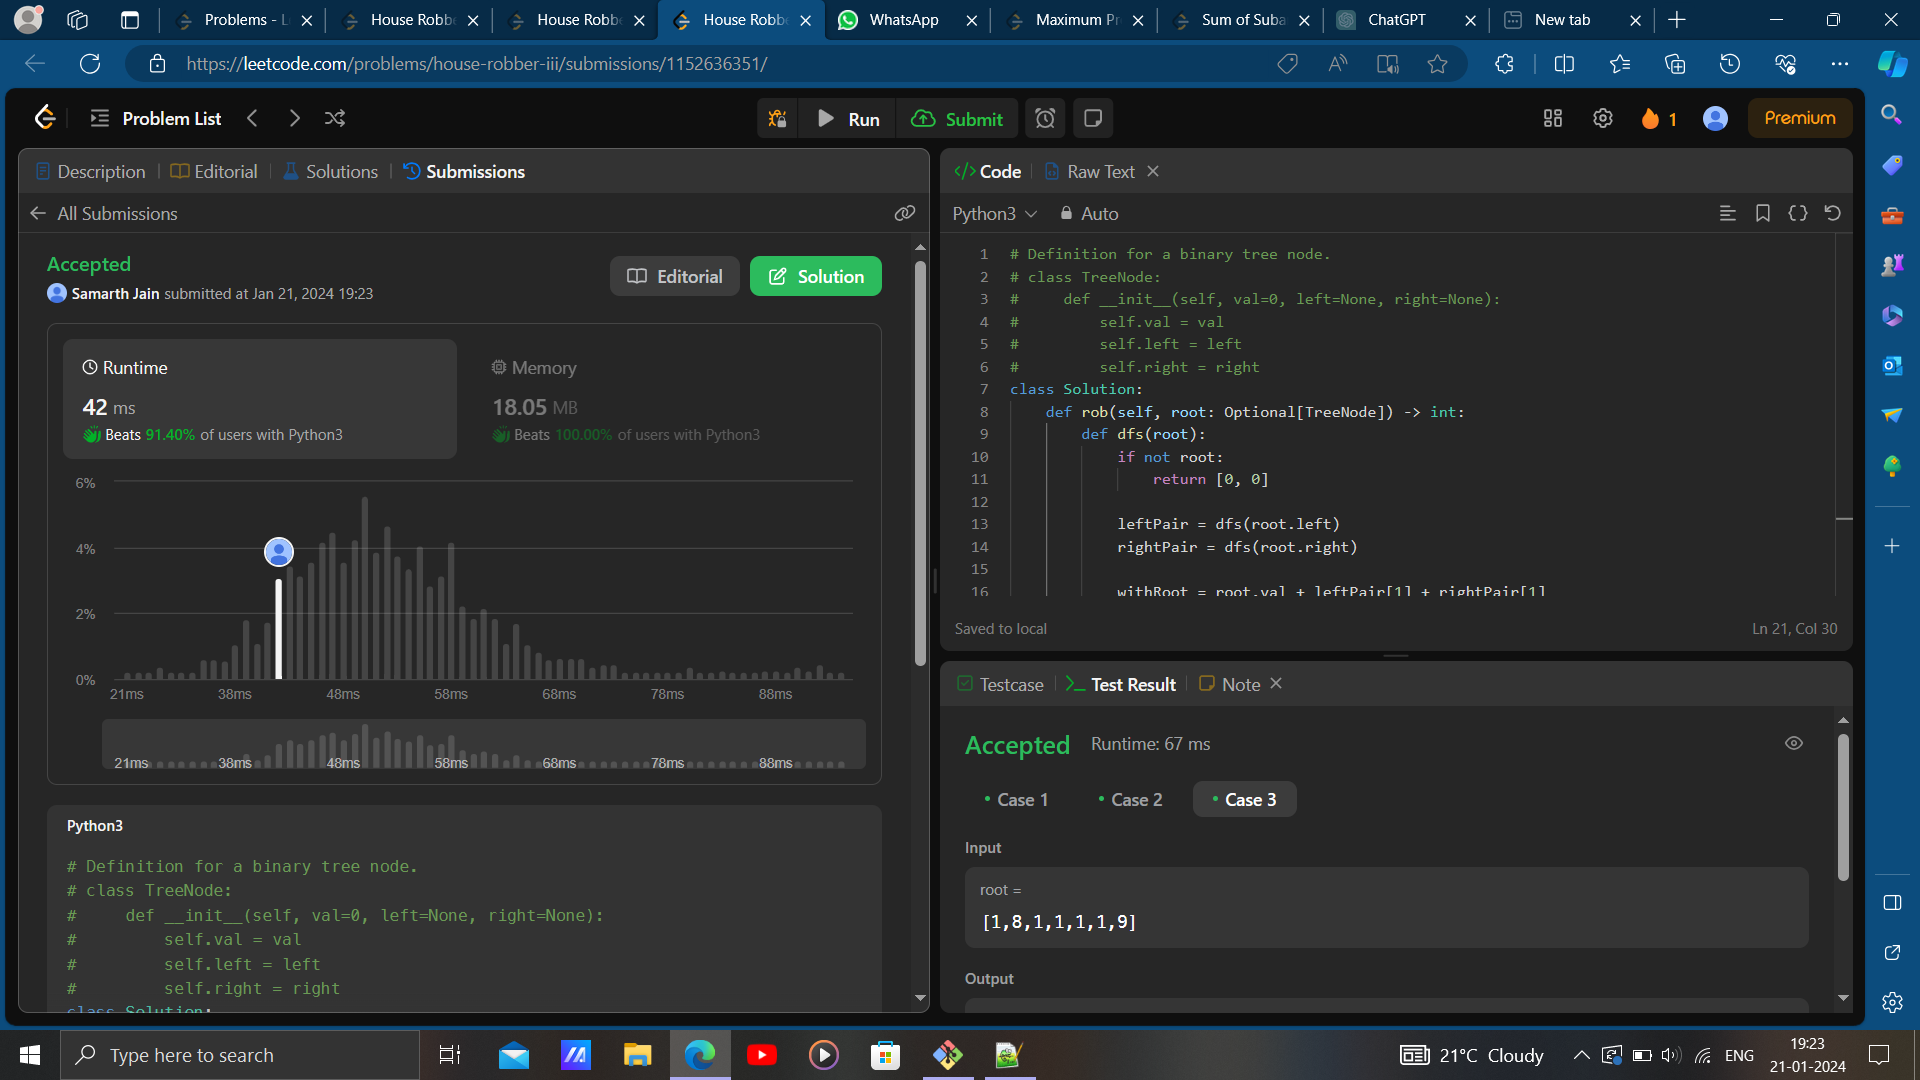 Problems - L
House Robbe
House Robb
House Robbe
WhatsApp
Maximum Pr
Sum of Suba
ChatGPT
New tab
https://leetcode.com/problems/house-robber-iii/submissions/1152636351/
Problem List
Run
Submit
1
Premium
Description
Editorial
Solutions
Submissions
All Submissions
Accepted
Samarth Jain submitted at Jan 21, 2024 19:23
Editorial
Solution
Runtime
42 ms
Beats 91.40% of users with Python3
Memory
18.05 MB
Beats 100.00% of users with Python3
6%
4%
2%
0%
21ms 38ms 48ms 58ms 68ms 78ms 88ms
21ms 38ms 48ms 58ms 68ms 78ms 88ms
Python3
# Definition for a binary tree node.
# class TreeNode:
#     def __init__(self, val=0, left=None, right=None):
#         self.val = val
#         self.left = left
#         self.right = right
class Solution:
Code
Raw Text
Python3
Auto
1 # Definition for a binary tree node.
2 # class TreeNode:
3 #     def __init__(self, val=0, left=None, right=None):
4 #         self.val = val
5 #         self.left = left
6 #         self.right = right
7 class Solution:
8     def rob(self, root: Optional[TreeNode]) -> int:
9         def dfs(root):
10             if not root:
11                 return [0, 0]
12
13             leftPair = dfs(root.left)
14             rightPair = dfs(root.right)
15
16             withRoot = root.val + leftPair[1] + rightPair[1]
Saved to local
Ln 21, Col 30
Testcase
Test Result
Note
Accepted
Runtime: 67 ms
Case 1
Case 2
Case 3
Input
root =
[1,8,1,1,1,1,9]
Output
Type here to search
21°C Cloudy
ENG
19:23
21-01-2024